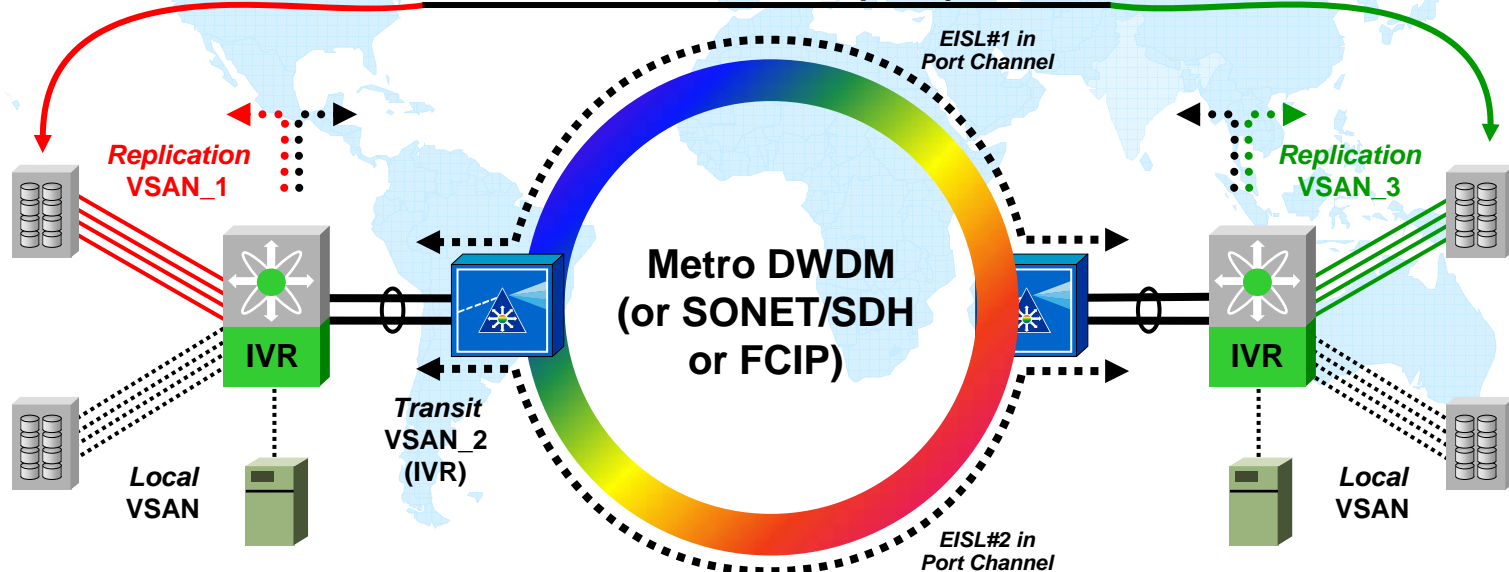 EISL#1 in
Port Channel
Replication
VSAN_1
Replication
VSAN_3
Metro DWDM
(or SONET/SDH
or FCIP)
IVR
IVR
Transit
VSAN_2
(IVR)
Local
VSAN
Local
VSAN
EISL#2 in
Port Channel